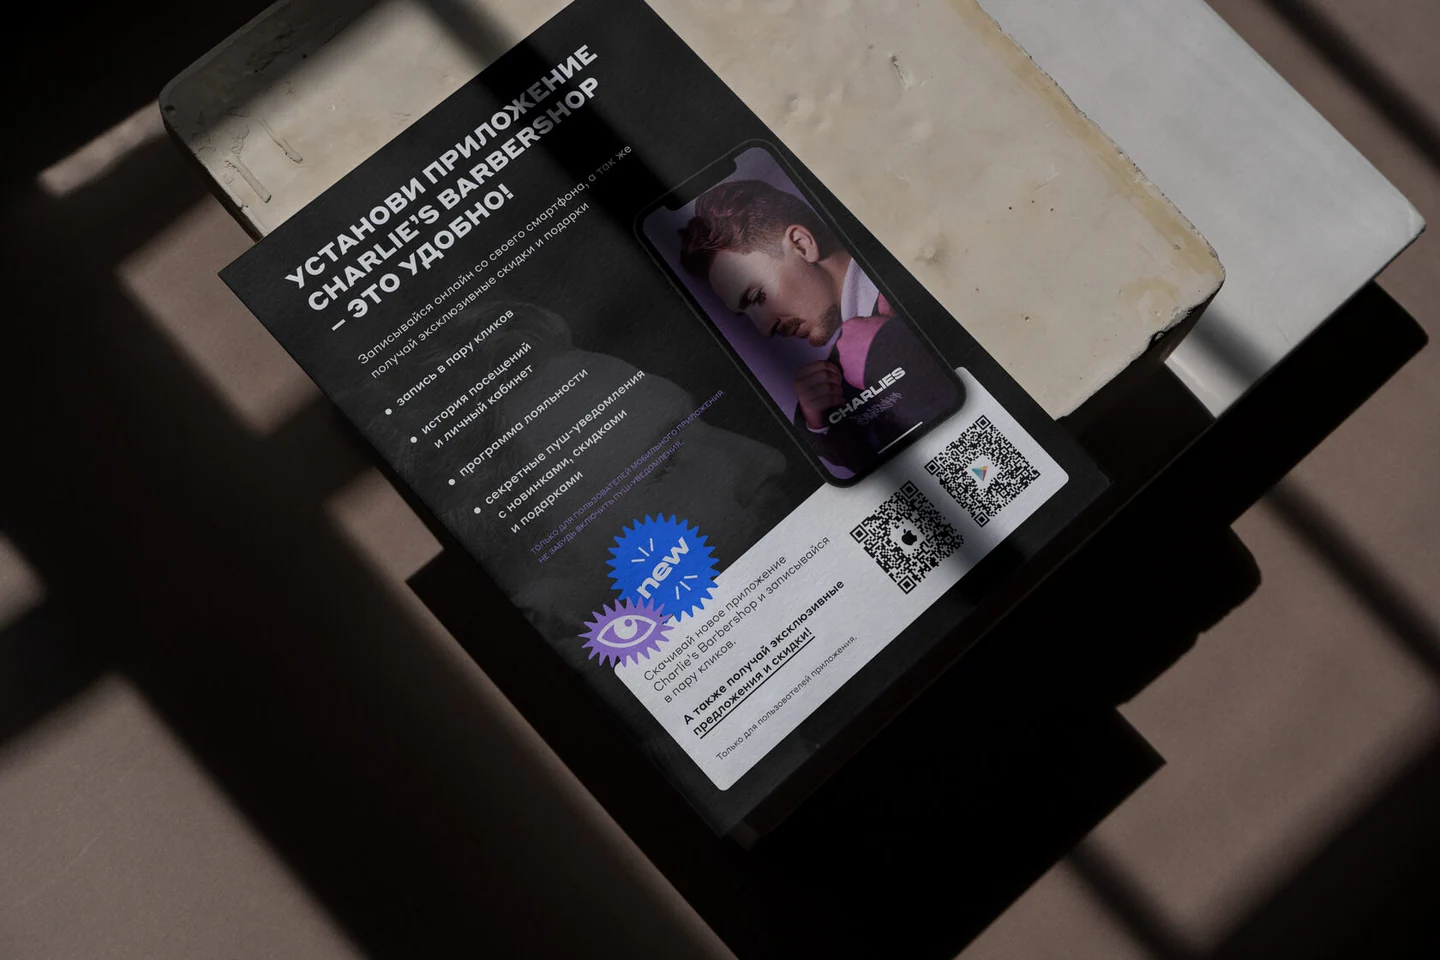 УСТАНОВИ ПРИЛОЖЕНИЕ
CHARLIE'S BARBERSHOP
– ЭТО УДОБНО!
Записывайся онлайн со своего смартфона, а так же
получай эксклюзивные скидки и подарки
• запись в пару кликов
• история посещений
и личный кабинет
• программа лояльности
• секретные пуш-уведомления
с новинками, скидками
и подарками
ТОЛЬКО ДЛЯ ПОЛЬЗОВАТЕЛЕЙ МОБИЛЬНОГО ПРИЛОЖЕНИЯ.
НЕ ЗАБУДЬ ВКЛЮЧИТЬ ПУШ-УВЕДОМЛЕНИЯ.
CHARLIES
new
Скачивай новое приложение
Charlie's Barbershop и записывайся
в пару кликов.
А также получай эксклюзивные
предложения и скидки!
Только для пользователей приложения.